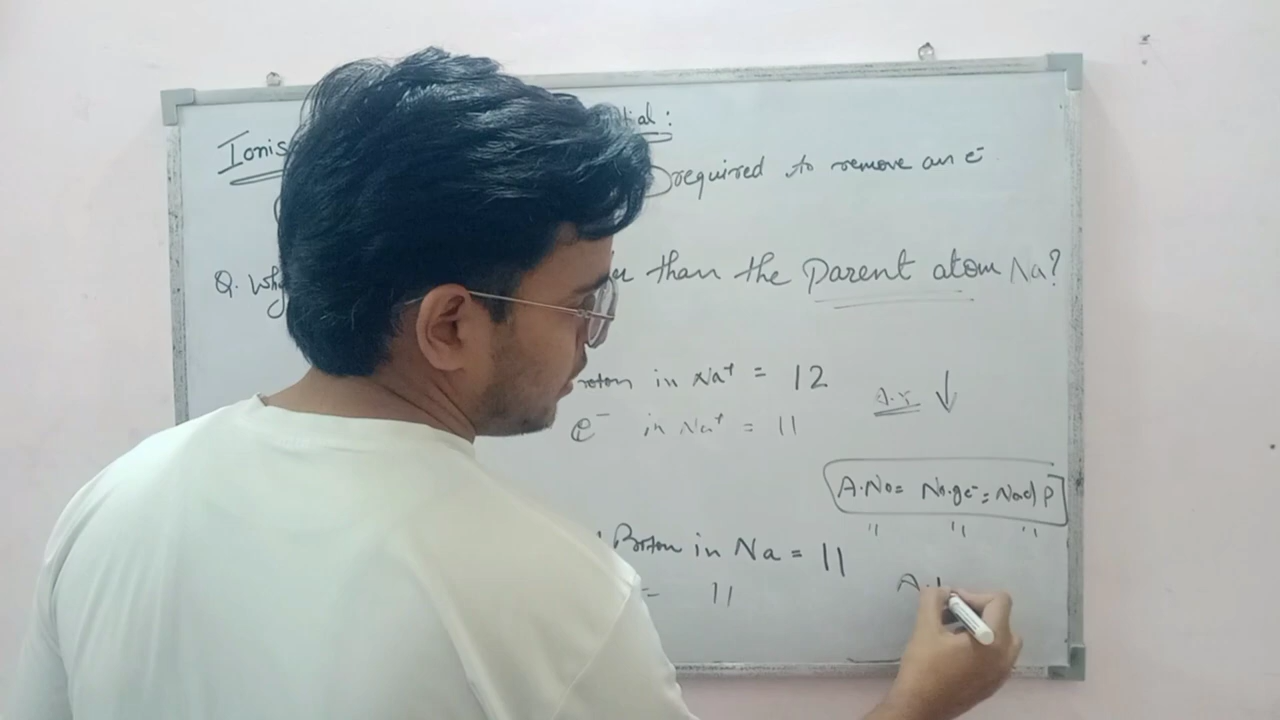 Ionis tial :
required to remove an e⁻
Q. Why than the Parent atom Na?
roton in Na⁺ = 12
A.r ↓
e⁻ in Na⁺ = 11
A.No = No.of e⁻ = No.of P
" " "
Proton in Na = 11
= 11
A.